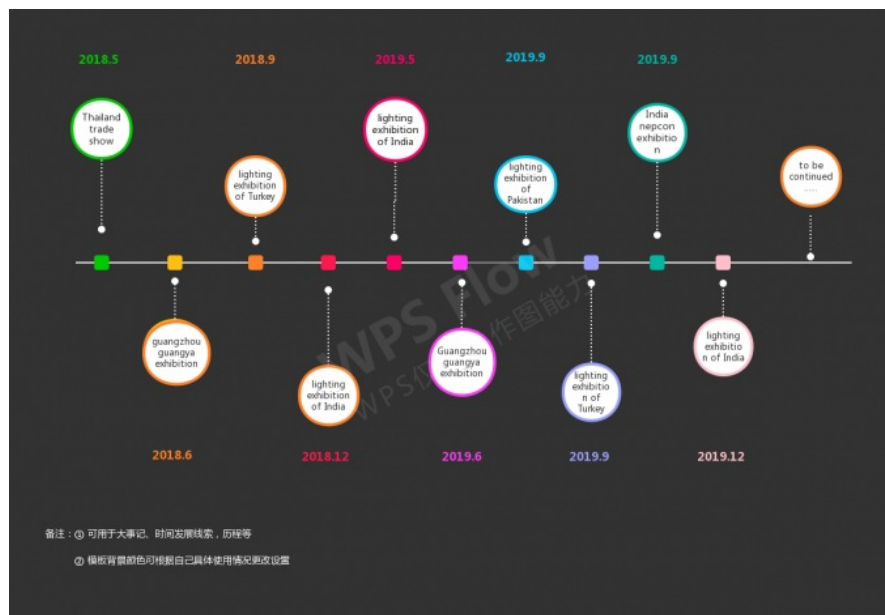 2018.5
2018.9
2019.5
2019.9
2019.9
Thailand
trade
show
lighting
exhibition
of Turkey
lighting
exhibition
of India
lighting
exhibition
of
Pakistan
India
nepcon
exhibitio
n
to be
continued
......
guangzhou
guangya
exhibition
lighting
exhibition
of India
Guangzhou
guangya
exhibition
lighting
exhibitio
n of
Turkey
lighting
exhibitio
n of India
2018.6
2018.12
2019.6
2019.9
2019.12
WPS Flow
备注：① 可用于大事记、时间发展线索，历程等
② 模板背景颜色可根据自己具体使用情况更改设置